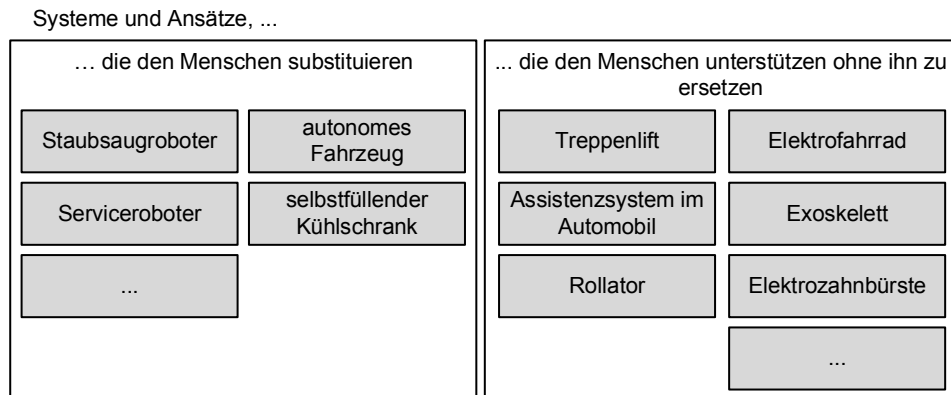 Systeme und Ansätze, ...
… die den Menschen substituieren
Staubsaugroboter
autonomes
Fahrzeug
Serviceroboter
selbstfüllender
Kühlschrank
...
... die den Menschen unterstützen ohne ihn zu
ersetzen
Treppenlift
Elektrofahrrad
Assistenzsystem im
Automobil
Exoskelett
Rollator
Elektrozahnbürste
...